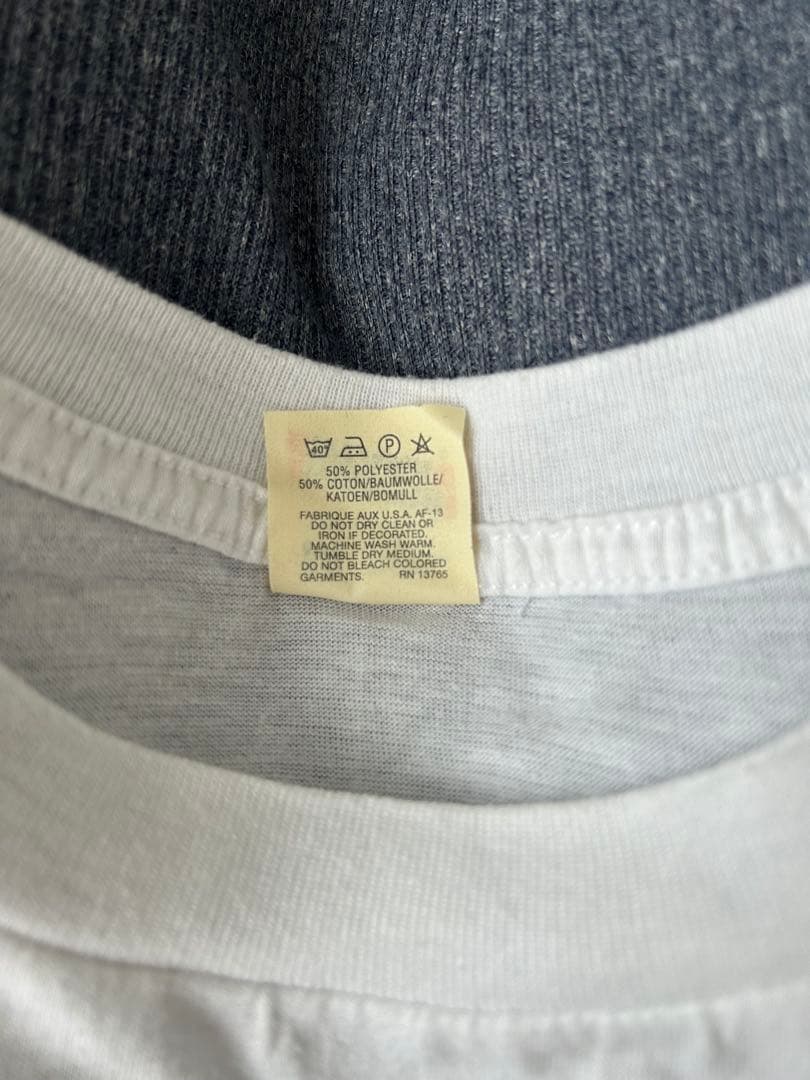 40° P
50% POLYESTER
50% COTON/BAUMWOLLE/
KATOEN/BOMULL
FABRIQUE AUX U.S.A. AF-13
DO NOT DRY CLEAN OR
IRON IF DECORATED.
MACHINE WASH WARM.
TUMBLE DRY MEDIUM.
DO NOT BLEACH COLORED
GARMENTS. RN 13765